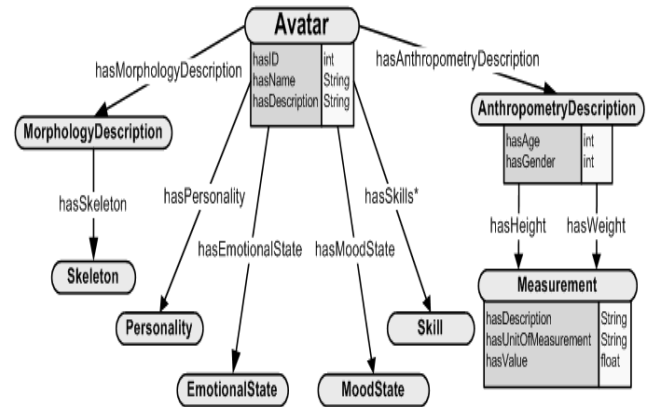 Avatar
hasID int
hasName String
hasDescription String
hasMorphologyDescription
hasAnthropometryDescription
MorphologyDescription
AnthropometryDescription
hasAge int
hasGender int
hasSkeleton
hasPersonality
hasSkills*
hasEmotionalState
hasMoodState
hasHeight
hasWeight
Skeleton
Measurement
hasDescription String
hasUnitOfMeasurement String
hasValue float
Personality
Skill
EmotionalState
MoodState